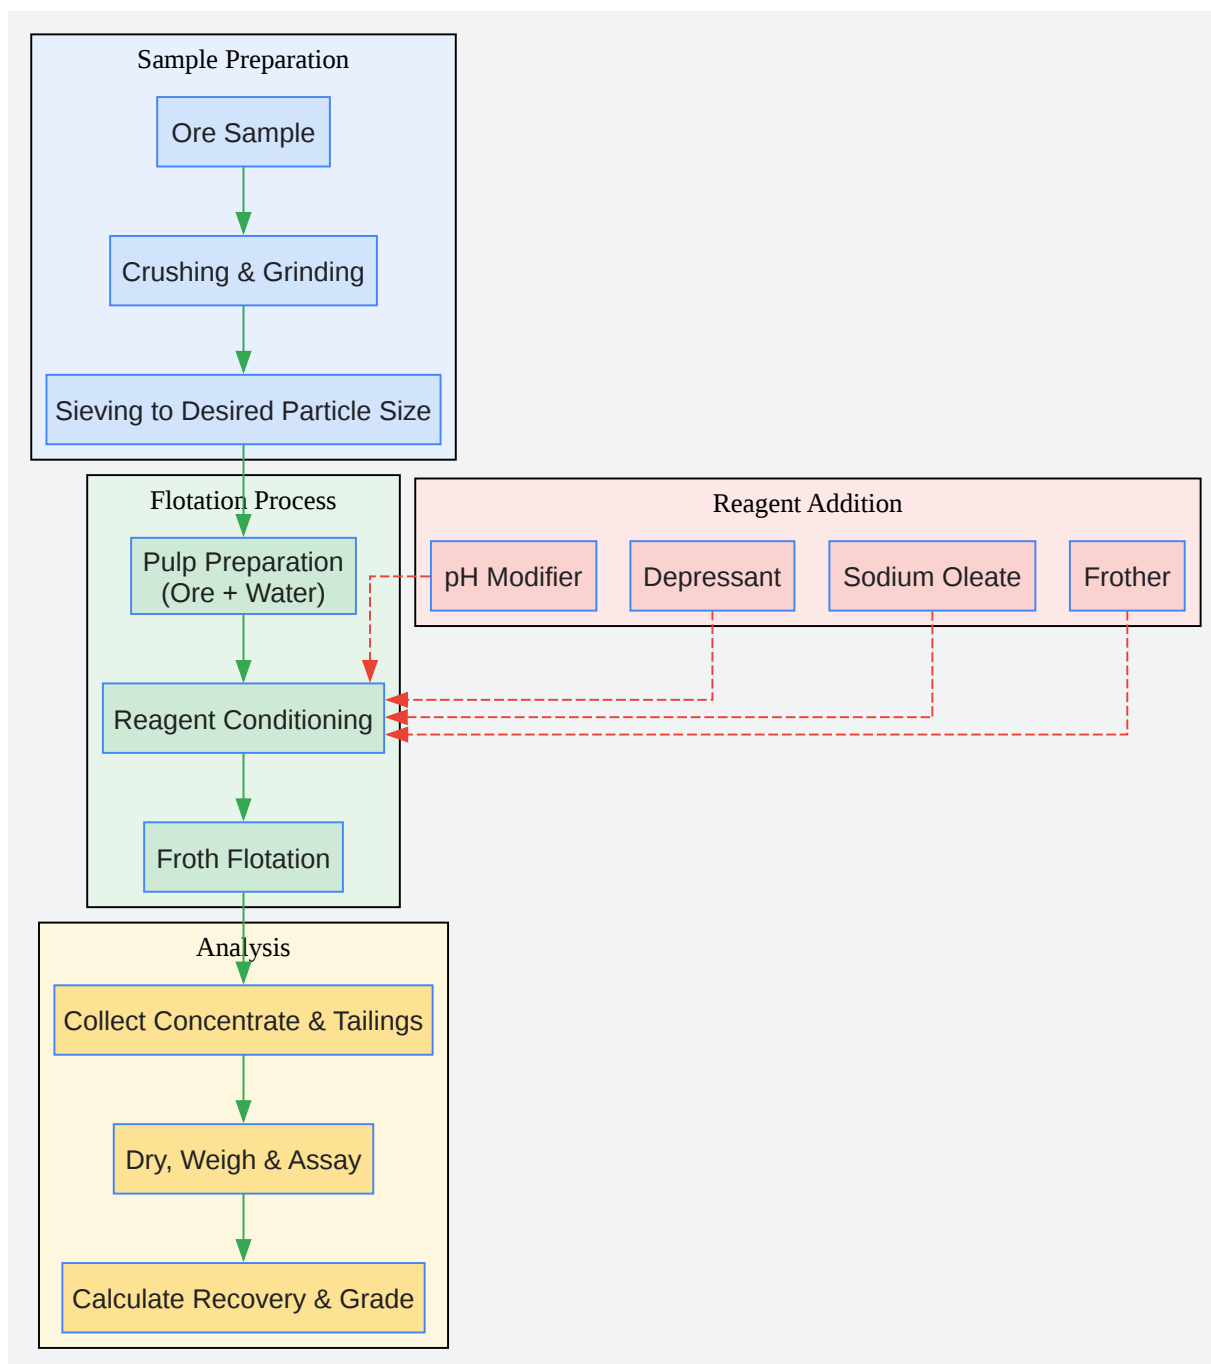 Sample Preparation
Ore Sample
Crushing & Grinding
Sieving to Desired Particle Size
Flotation Process
Pulp Preparation
(Ore + Water)
Reagent Conditioning
Froth Flotation
Reagent Addition
pH Modifier
Depressant
Sodium Oleate
Frother
Analysis
Collect Concentrate & Tailings
Dry, Weigh & Assay
Calculate Recovery & Grade